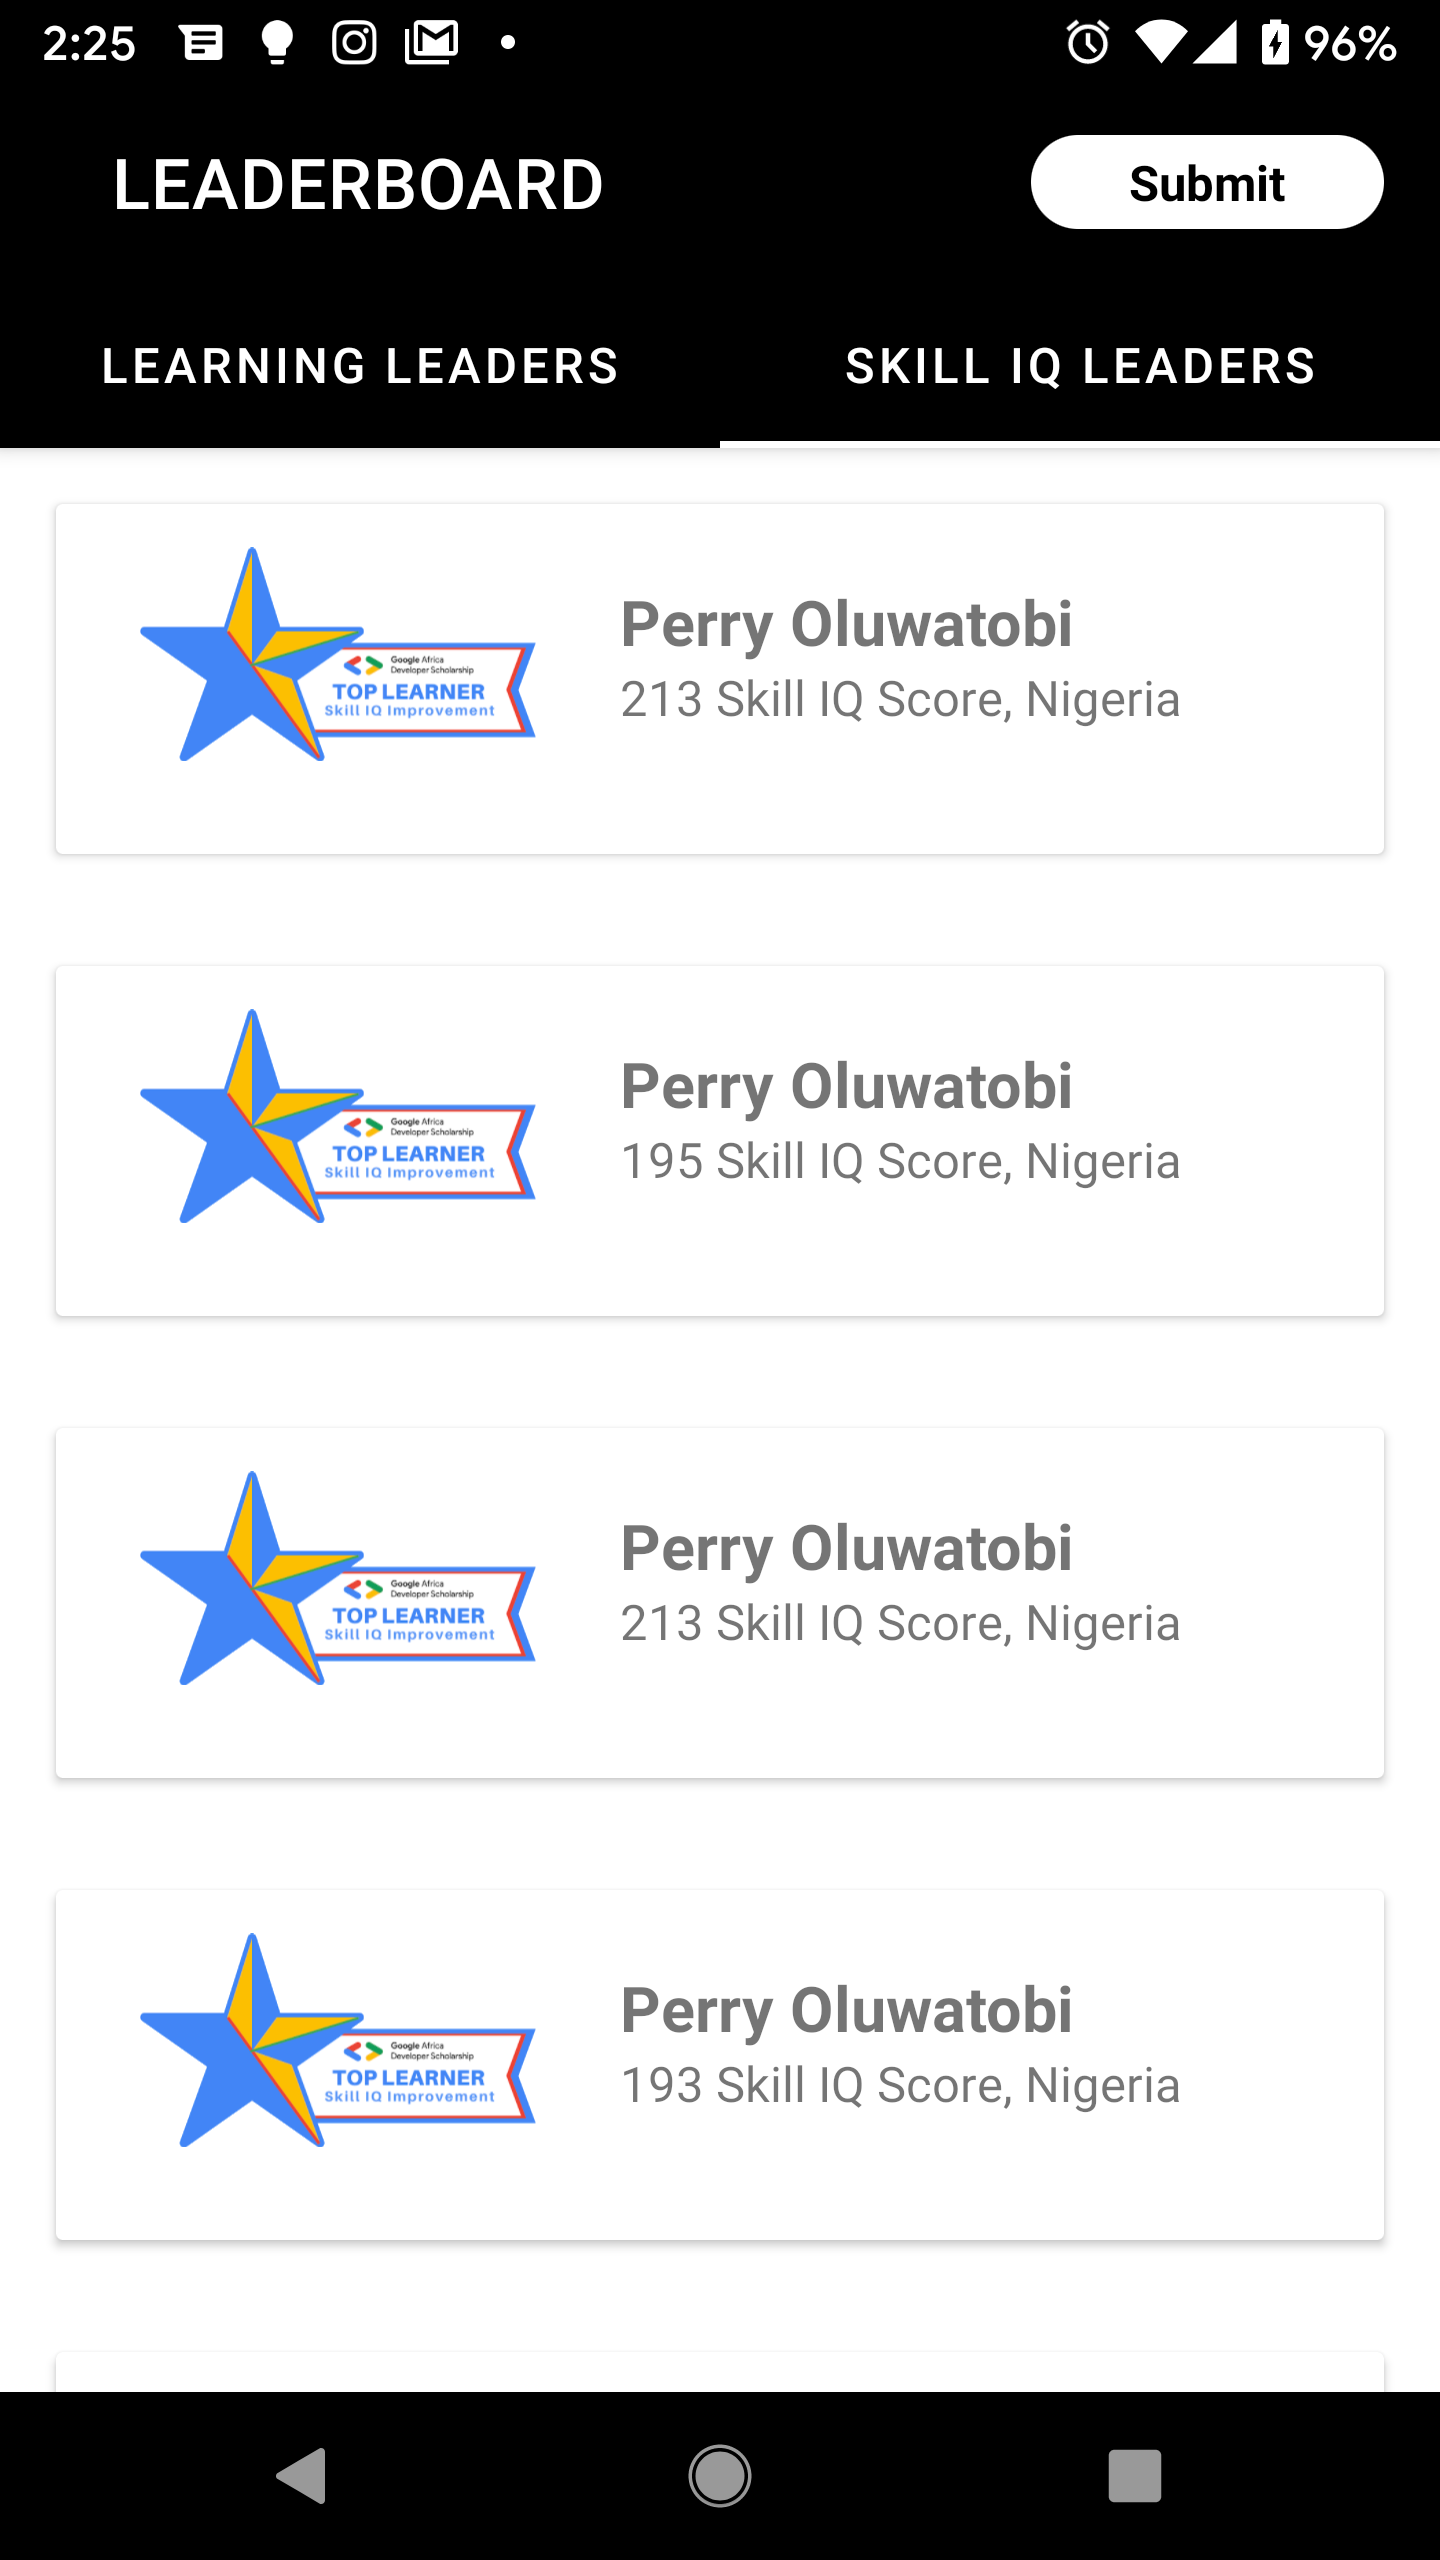 2:25
96%
LEADERBOARD
Submit
LEARNING LEADERS
SKILL IQ LEADERS
Google Africa
Developer Scholarship
TOP LEARNER
Skill IQ Improvement
Perry Oluwatobi
213 Skill IQ Score, Nigeria
Google Africa
Developer Scholarship
TOP LEARNER
Skill IQ Improvement
Perry Oluwatobi
195 Skill IQ Score, Nigeria
Google Africa
Developer Scholarship
TOP LEARNER
Skill IQ Improvement
Perry Oluwatobi
213 Skill IQ Score, Nigeria
Google Africa
Developer Scholarship
TOP LEARNER
Skill IQ Improvement
Perry Oluwatobi
193 Skill IQ Score, Nigeria